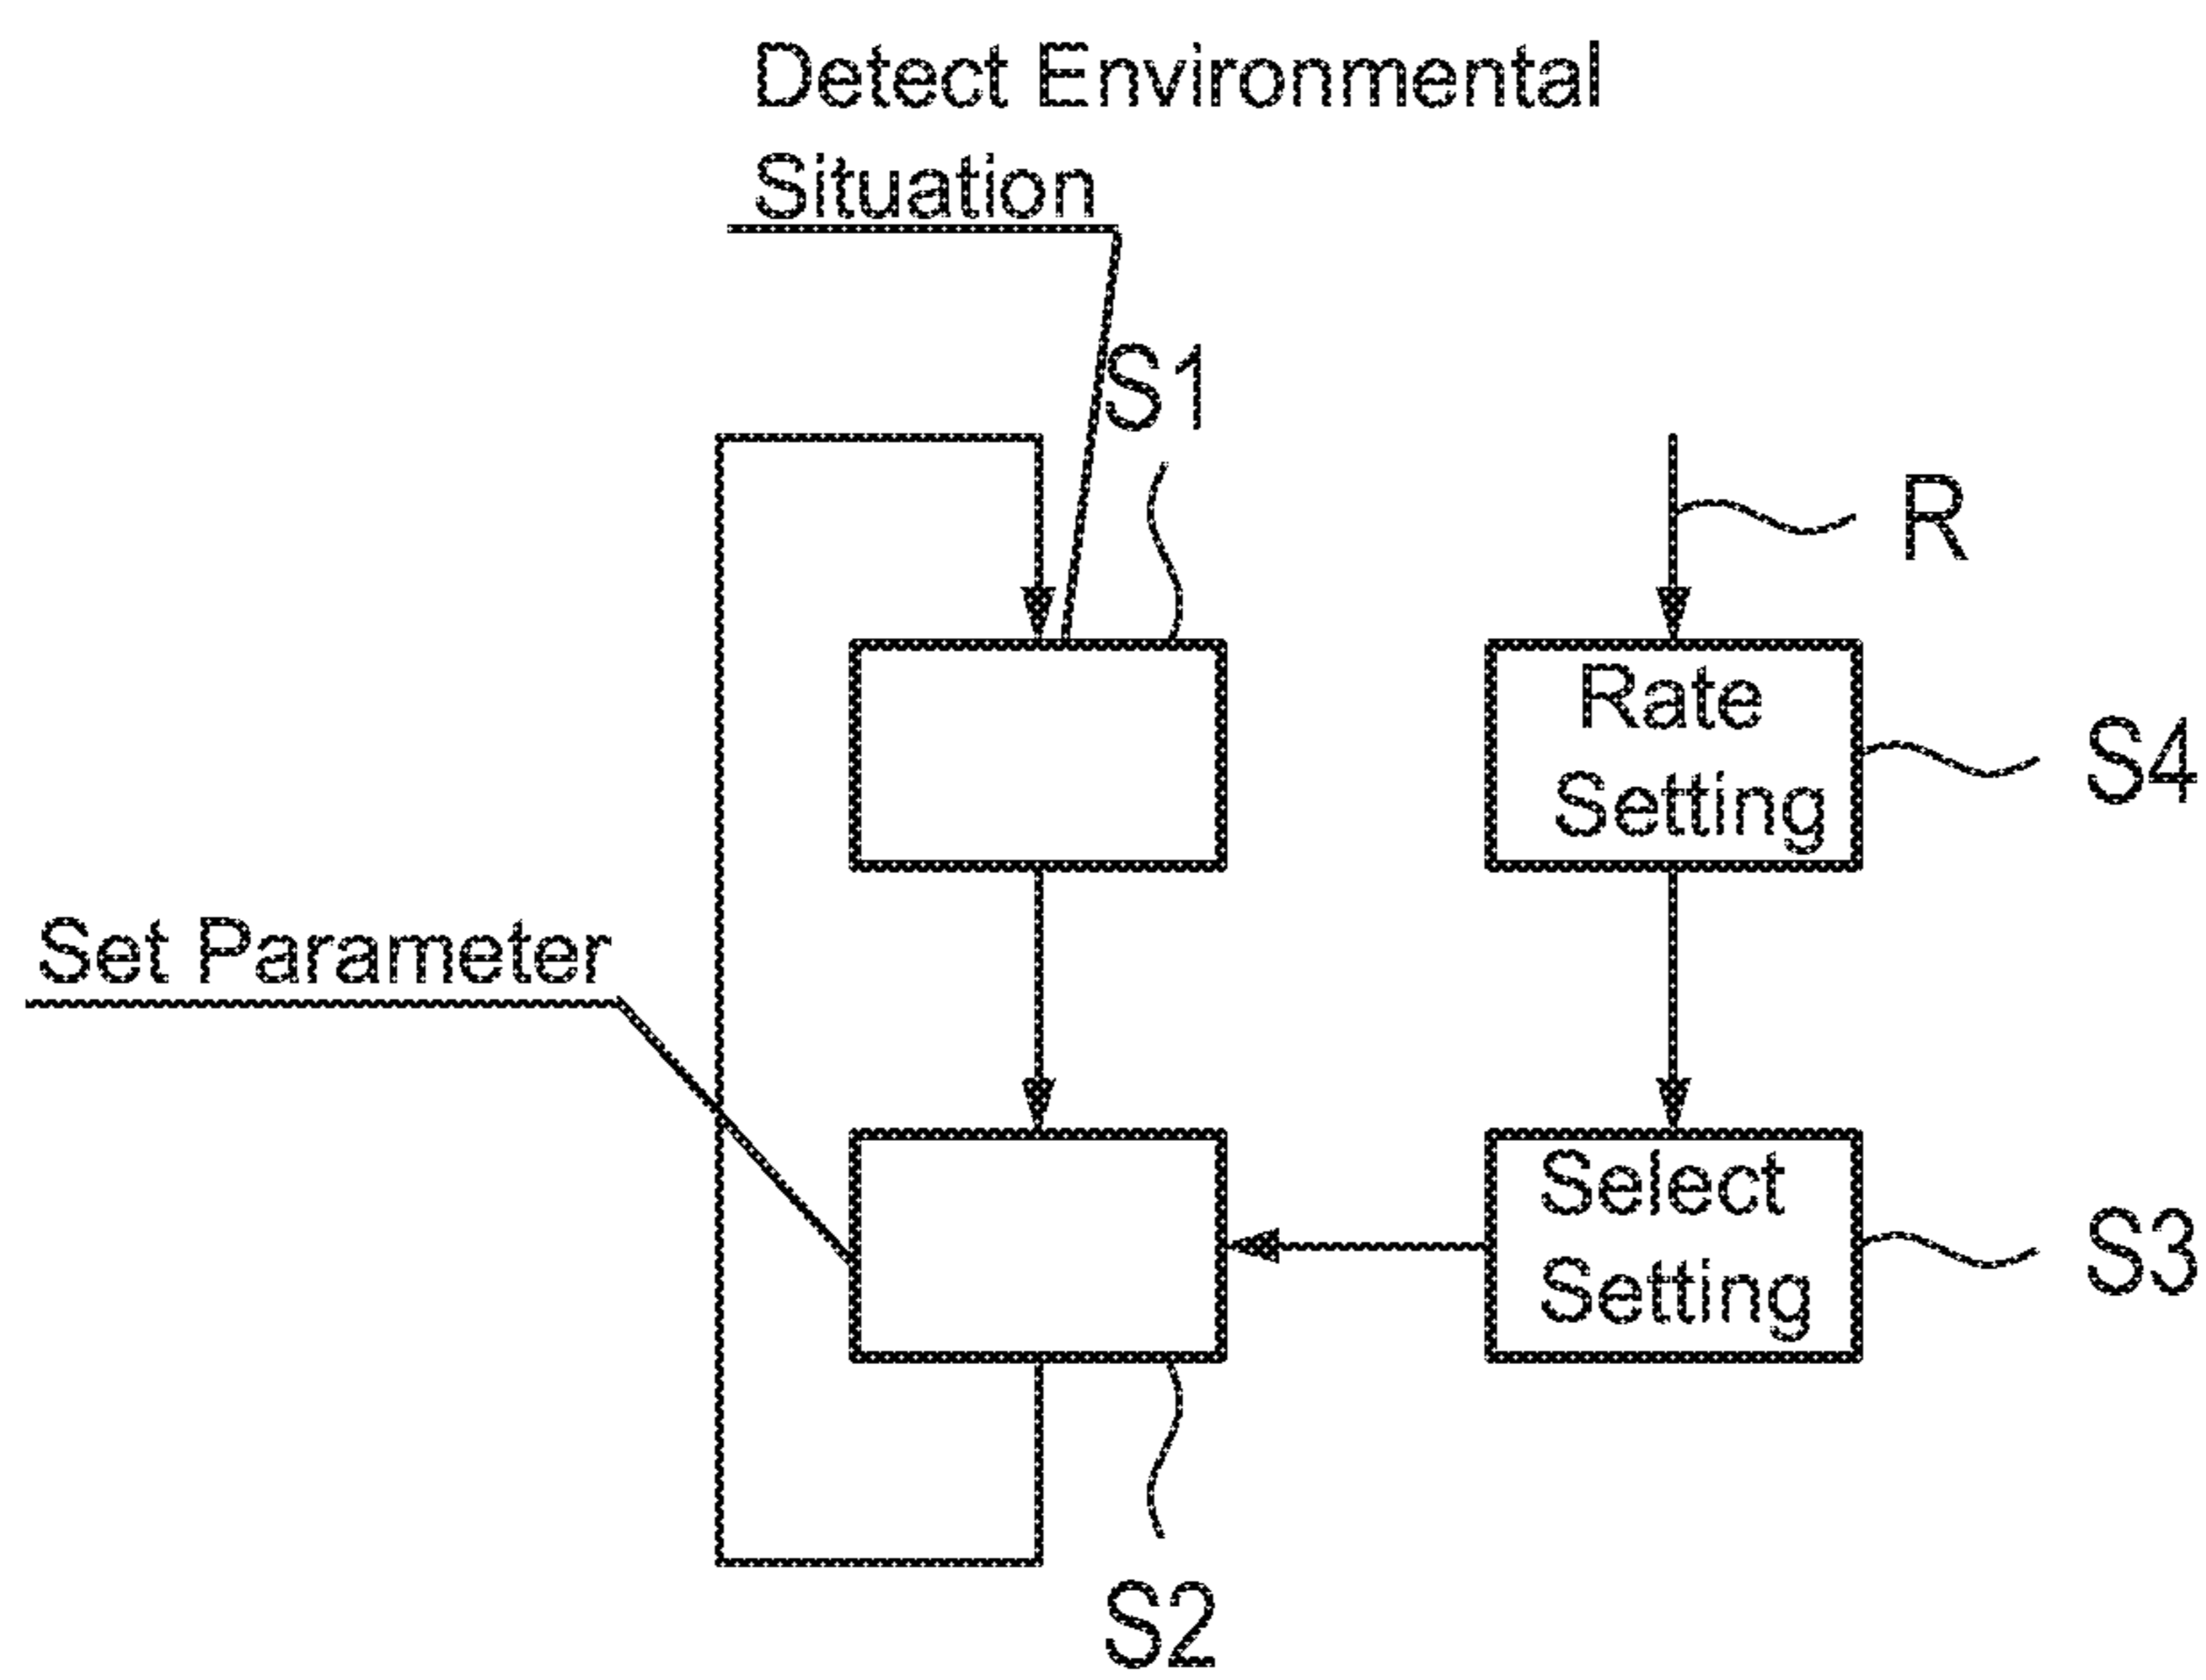 Detect Environmental
Situation
S1
R
Rate
Setting
S4
Set Parameter
Select
Setting
S3
S2